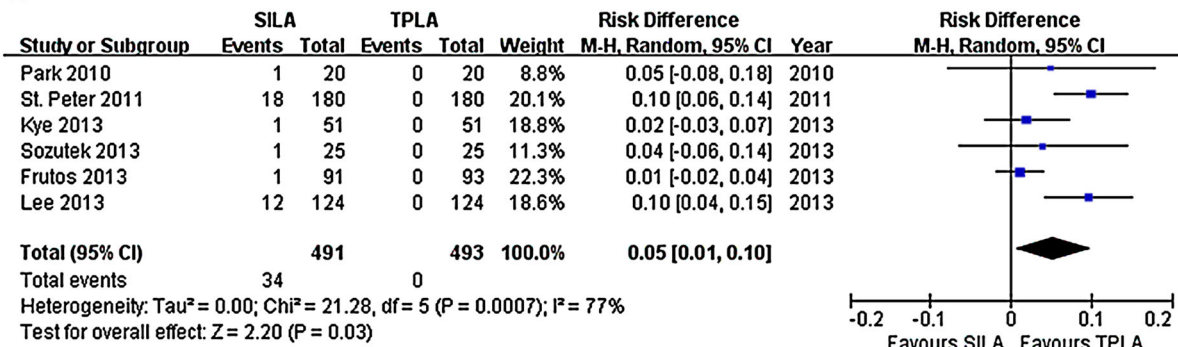 SILA TPLA Risk Difference Risk Difference
Study or Subgroup Events Total Events Total Weight M-H, Random, 95% CI Year M-H, Random, 95% CI
Park 2010 1 20 0 20 8.8% 0.05 [-0.08, 0.18] 2010
St. Peter 2011 18 180 0 180 20.1% 0.10 [0.06, 0.14] 2011
Kye 2013 1 51 0 51 18.8% 0.02 [-0.03, 0.07] 2013
Sozutek 2013 1 25 0 25 11.3% 0.04 [-0.06, 0.14] 2013
Frutos 2013 1 91 0 93 22.3% 0.01 [-0.02, 0.04] 2013
Lee 2013 12 124 0 124 18.6% 0.10 [0.04, 0.15] 2013
Total (95% CI) 491 493 100.0% 0.05 [0.01, 0.10]
Total events 34 0
Heterogeneity: Tau² = 0.00; Chi² = 21.28, df = 5 (P = 0.0007); I² = 77%
Test for overall effect: Z = 2.20 (P = 0.03)
-0.2 -0.1 0 0.1 0.2
Favours SILA Favours TPLA